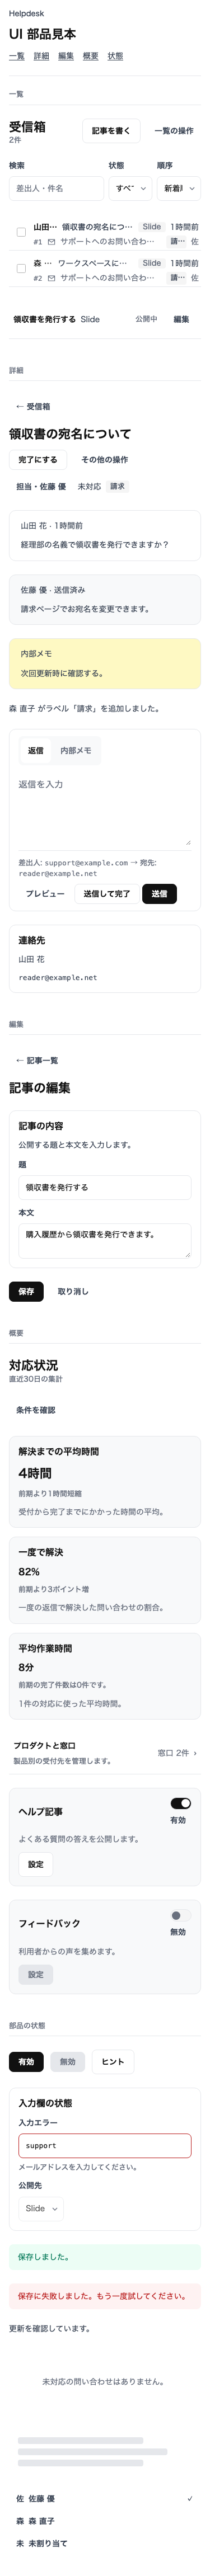 Helpdesk
UI 部品見本
一覧 詳細 編集 概要 状態
一覧
受信箱
2件
記事を書く 一覧の操作
検索 状態 順序
差出人・件名 すべ 新着順
山田… 領収書の宛名につ… Slide 1時間前
#1 サポートへのお問い合わ… 請… 佐
森 … ワークスペースに… Slide 1時間前
#2 サポートへのお問い合わ… 請… 佐
領収書を発行する Slide 公開中 編集
詳細
← 受信箱
領収書の宛名について
完了にする その他の操作
担当・佐藤 優 未対応 請求
山田 花 · 1時間前
経理部の名義で領収書を発行できますか？
佐藤 優 · 送信済み
請求ページでお宛名を変更できます。
内部メモ
次回更新時に確認する。
森 直子 がラベル「請求」を追加しました。
返信 内部メモ
返信を入力
差出人: support@example.com → 宛先:
reader@example.net
プレビュー 送信して完了 送信
連絡先
山田 花
reader@example.net
編集
← 記事一覧
記事の編集
記事の内容
公開する題と本文を入力します。
題
領収書を発行する
本文
購入履歴から領収書を発行できます。
保存 取り消し
概要
対応状況
直近30日の集計
条件を確認
解決までの平均時間
4時間
前期より1時間短縮
受付から完了までにかかった時間の平均。
一度で解決
82%
前期より3ポイント増
一度の返信で解決した問い合わせの割合。
平均作業時間
8分
前期の完了件数は0件です。
1件の対応に使った平均時間。
プロダクトと窓口
製品別の受付先を管理します。
窓口 2件 ›
ヘルプ記事
有効
よくある質問の答えを公開します。
設定
フィードバック
無効
利用者からの声を集めます。
設定
部品の状態
有効 無効 ヒント
入力欄の状態
入力エラー
support
メールアドレスを入力してください。
公開先
Slide
保存しました。
保存に失敗しました。もう一度試してください。
更新を確認しています。
未対応の問い合わせはありません。
佐 佐藤 優 ✓
森 森 直子
未 未割り当て